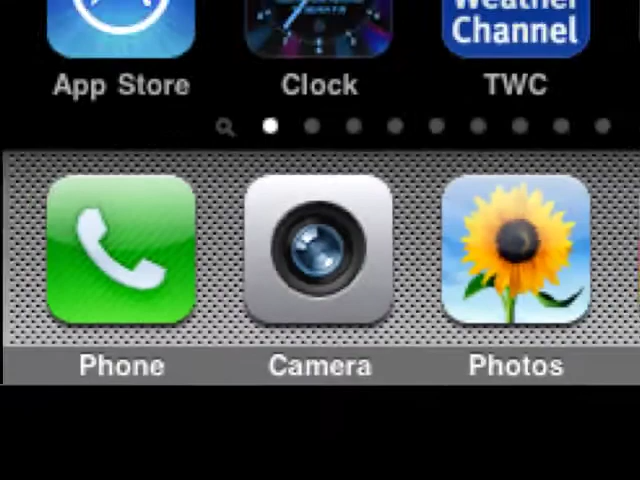 Weather
Channel
App Store
Clock
TWC
Phone
Camera
Photos